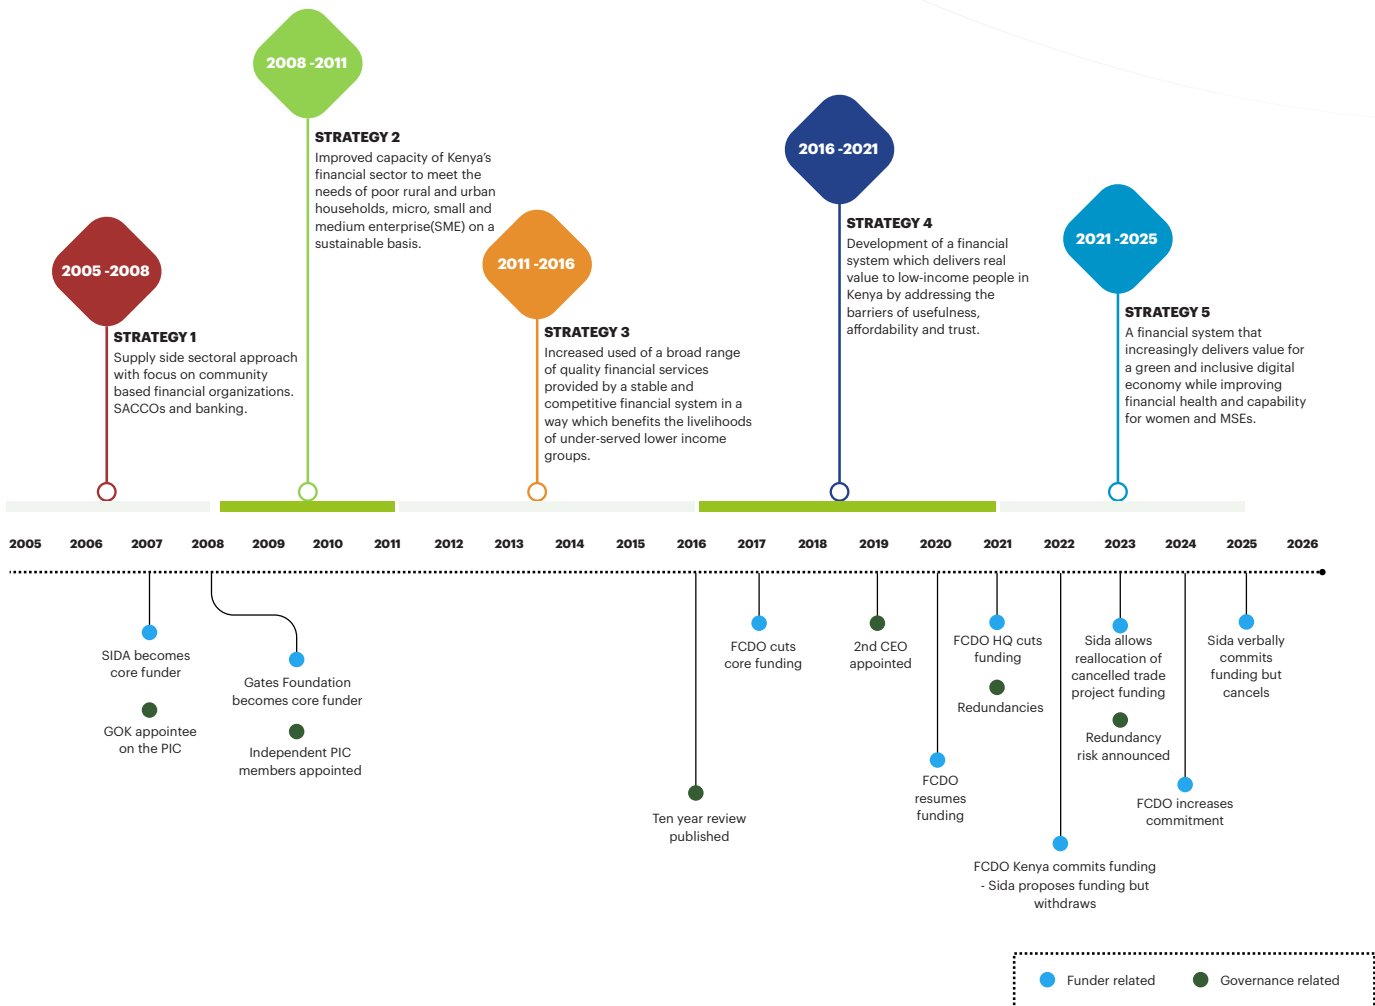 2008 -2011
STRATEGY 2
Improved capacity of Kenya's
financial sector to meet the
needs of poor rural and urban
households, micro, small and
medium enterprise(SME) on a
sustainable basis.
2016 -2021
STRATEGY 4
Development of a financial
system which delivers real
value to low-income people in
Kenya by addressing the
barriers of usefulness,
affordability and trust.
2005 -2008
STRATEGY 1
Supply side sectoral approach
with focus on community
based financial organizations.
SACCOs and banking.
2011 -2016
STRATEGY 3
Increased used of a broad range
of quality financial services
provided by a stable and
competitive financial system in a
way which benefits the livelihoods
of under-served lower income
groups.
2021 -2025
STRATEGY 5
A financial system that
increasingly delivers value for
a green and inclusive digital
economy while improving
financial health and capability
for women and MSEs.
2005 2006 2007 2008 2009 2010 2011 2012 2013 2014 2015 2016 2017 2018 2019 2020 2021 2022 2023 2024 2025 2026
SIDA becomes
core funder
GOK appointee
on the PIC
Gates Foundation
becomes core funder
Independent PIC
members appointed
Ten year review
published
FCDO cuts
core funding
2nd CEO
appointed
FCDO
resumes
funding
FCDO HQ cuts
funding
Redundancies
FCDO Kenya commits funding
- Sida proposes funding but
withdraws
Sida allows
reallocation of
cancelled trade
project funding
Redundancy
risk announced
FCDO increases
commitment
Sida verbally
commits
funding but
cancels
Funder related
Governance related